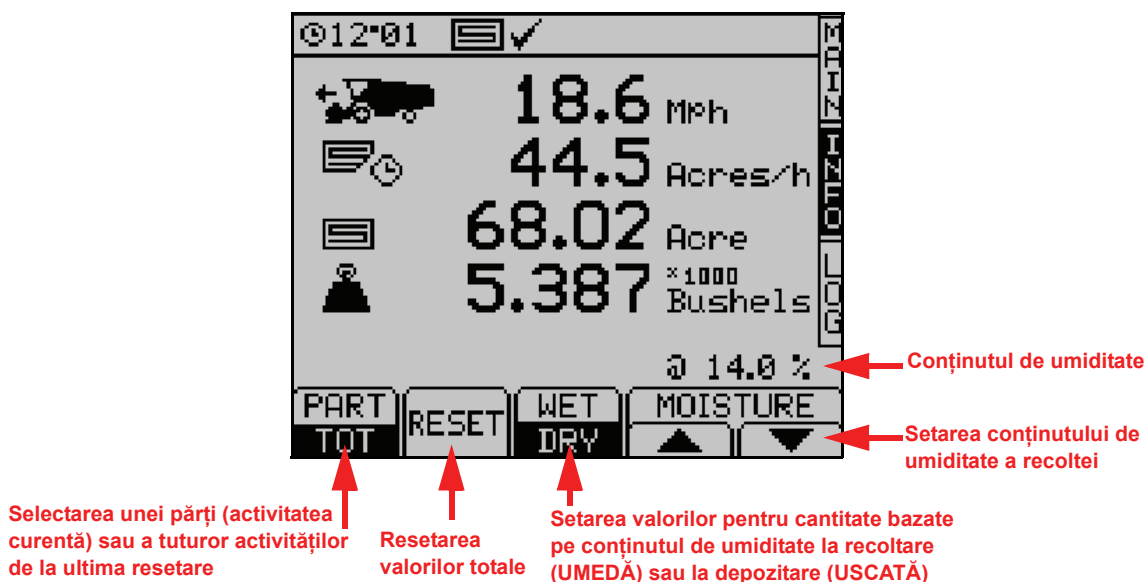 12:01
MAIN
INFO
LOG
18.6 Mph
44.5 Acres/h
68.02 Acre
5.387 ×1000 Bushels
@ 14.0 %
PART
TOT
RESET
WET
DRY
MOISTURE
Conținutul de umiditate
Setarea conținutului de
umiditate a recoltei
Selectarea unei părți (activitatea
curentă) sau a tuturor activităților
de la ultima resetare
Resetarea
valorilor totale
Setarea valorilor pentru cantitate bazate
pe conținutul de umiditate la recoltare
(UMEDĂ) sau la depozitare (USCATĂ)